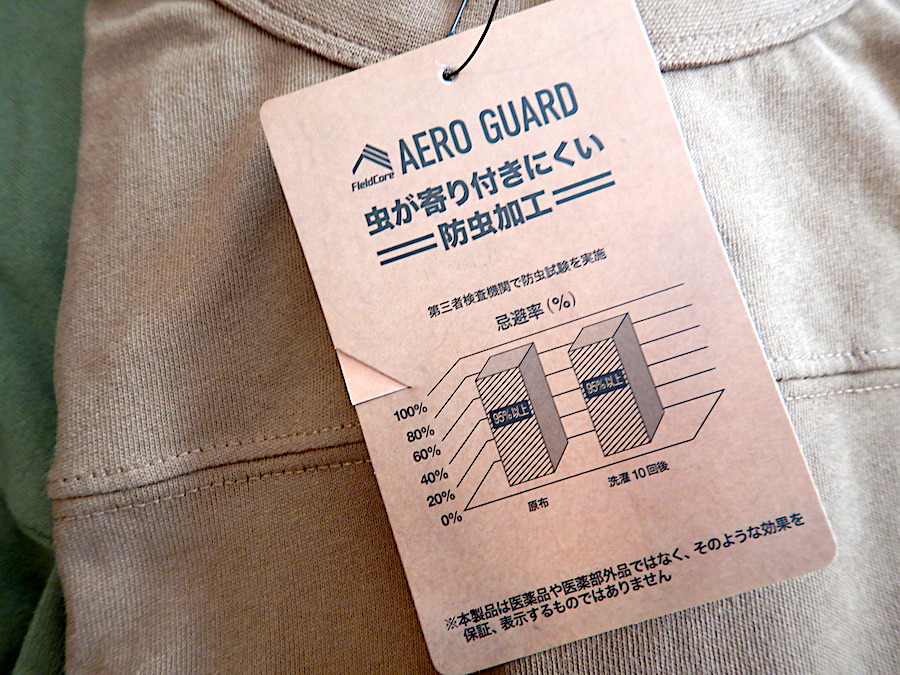 AERO GUARD
FieldCore
虫が寄り付きにくい
防虫加工
第三者検査機関で防虫試験を実施
忌避率(%)
100%
80%
60%
40%
20%
0%
95%以上
95%以上
原布
洗濯10回後
※本製品は医薬品や医薬部外品ではなく、そのような効果を
保証、表示するものではありません